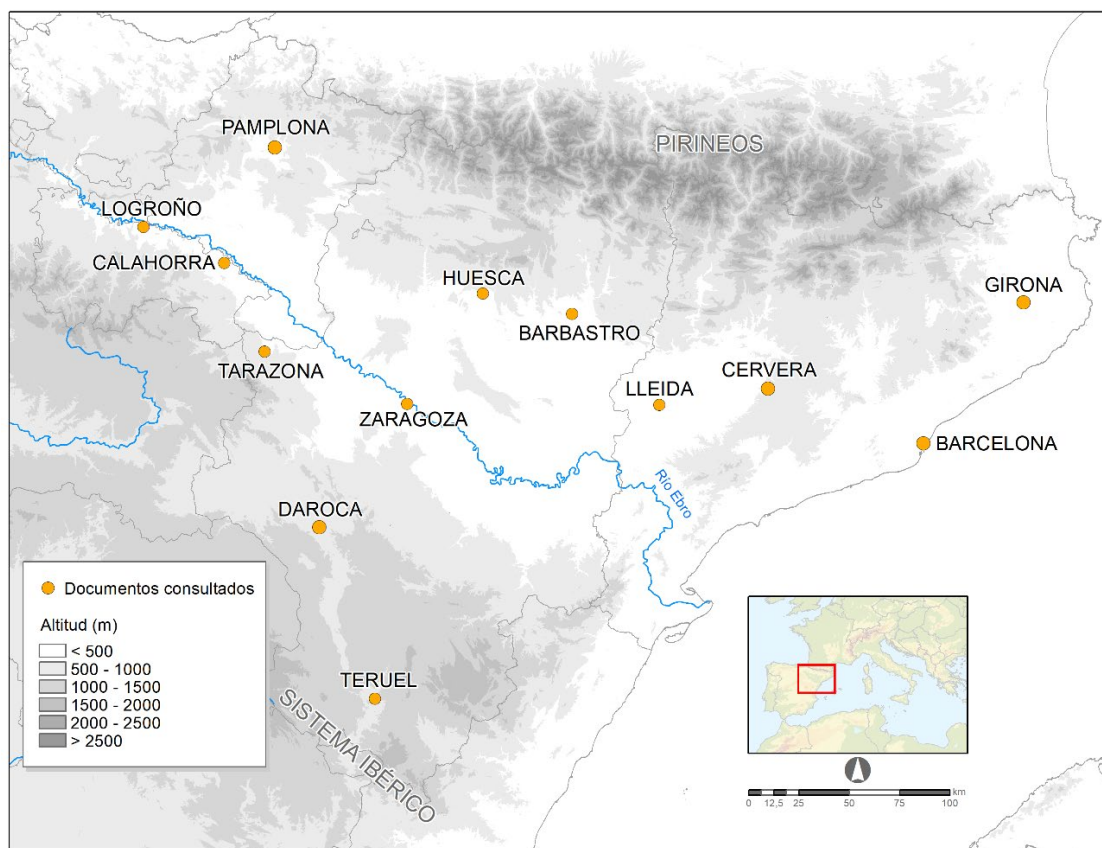 PAMPLONA
PIRINEOS
LOGROÑO
CALAHORRA
HUESCA
GIRONA
BARBASTRO
TARAZONA
CERVERA
LLEIDA
ZARAGOZA
BARCELONA
Río Ebro
DAROCA
Documentos consultados
Altitud (m)
< 500
500 - 1000
1000 - 1500
1500 - 2000
2000 - 2500
> 2500
TERUEL
SISTEMA IBÉRICO
km
0 12,5 25 50 75 100